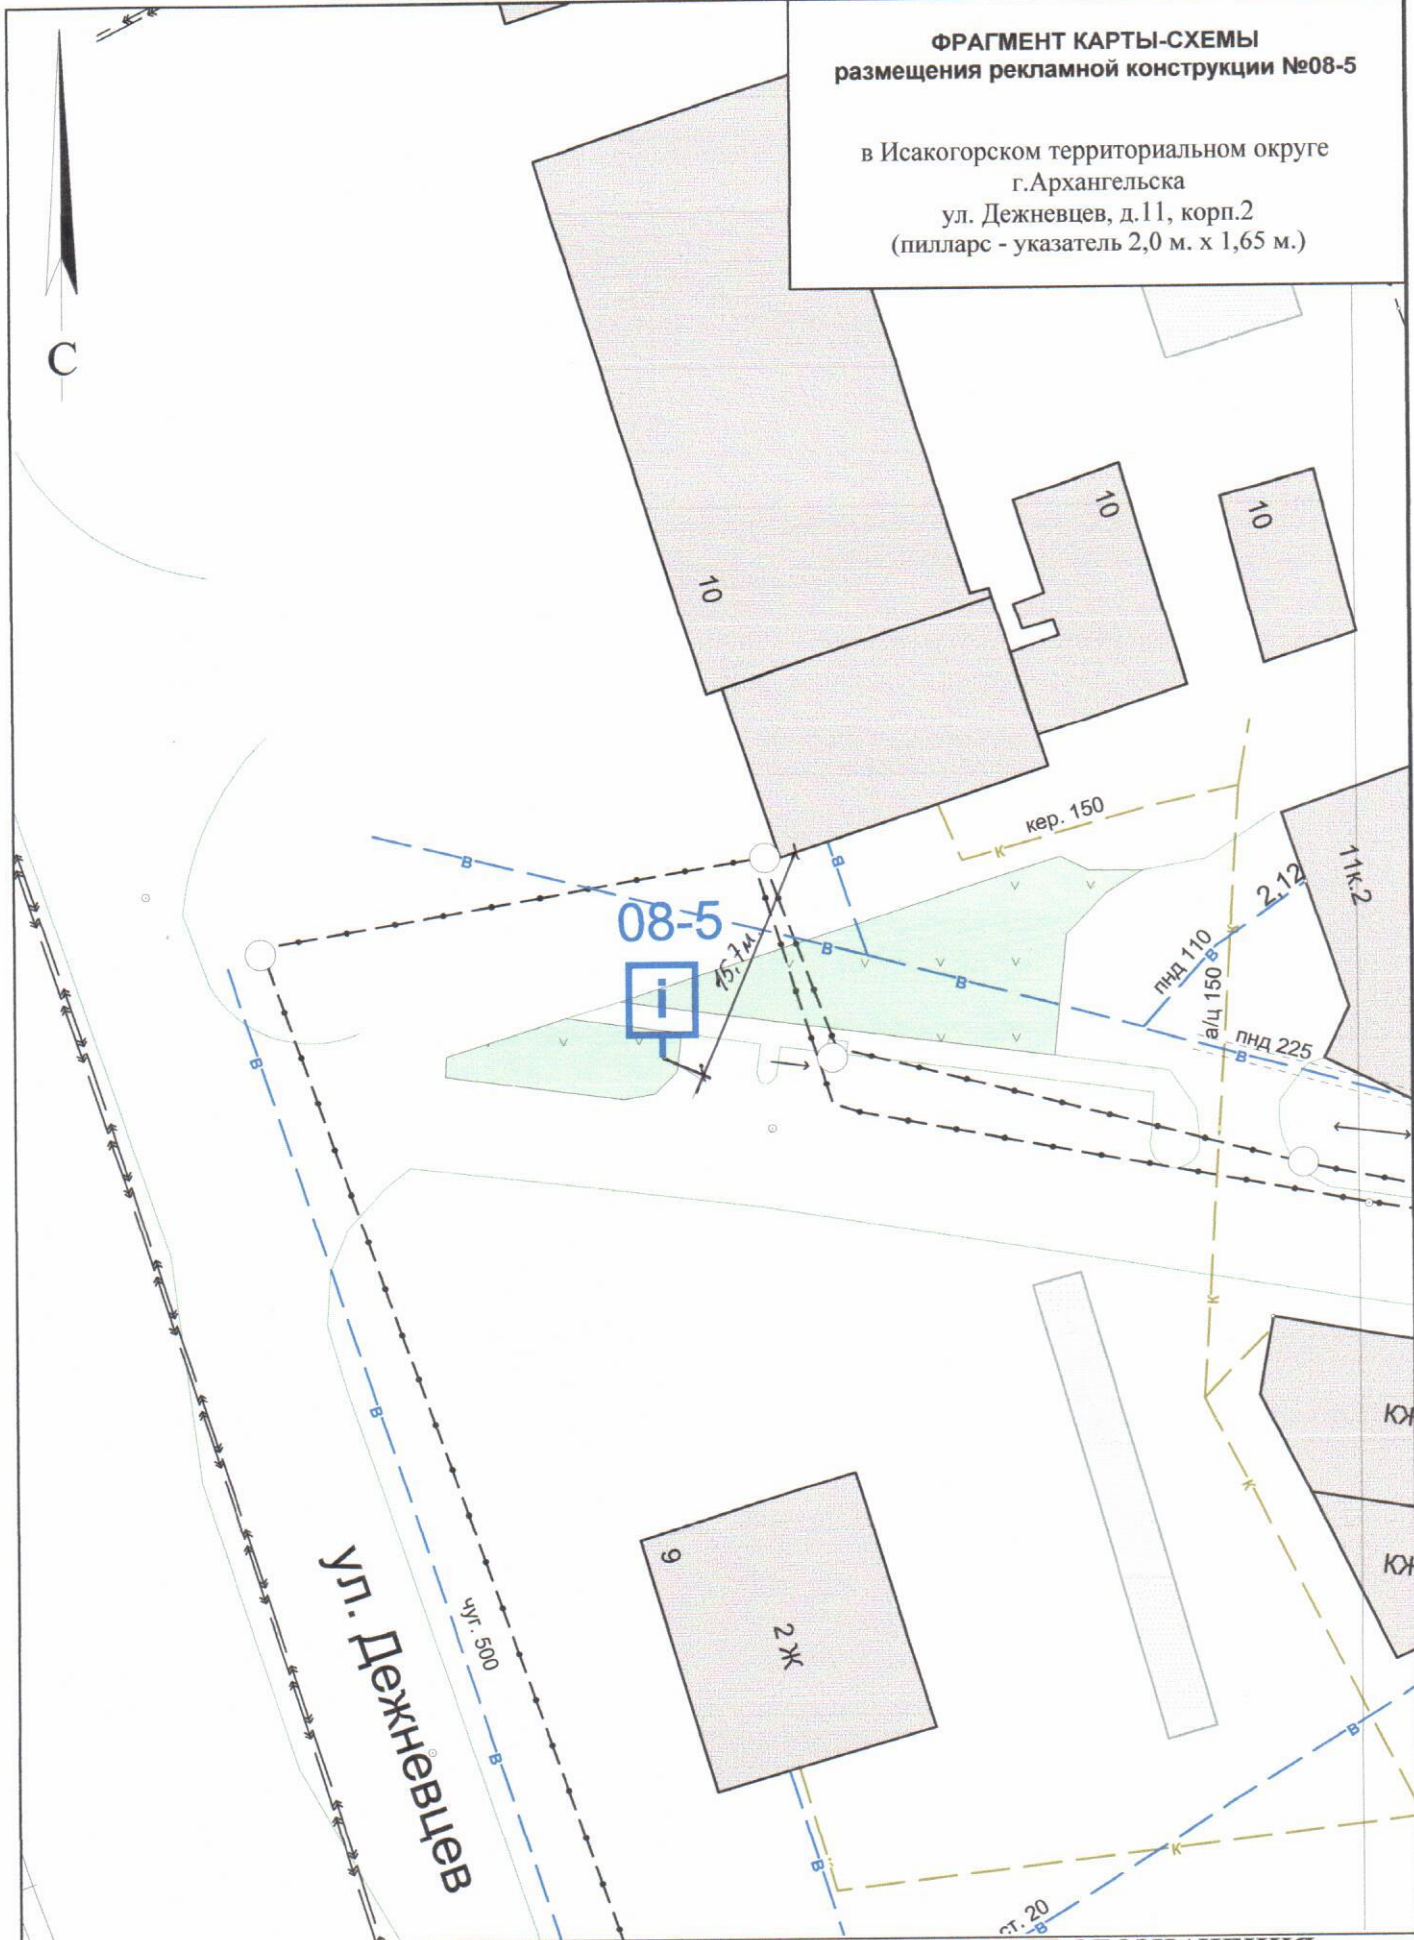 ФРАГМЕНТ КАРТЫ-СХЕМЫ
размещения рекламной конструкции №08-5
в Исакогорском территориальном округе
г.Архангельска
ул. Дежневцев, д.11, корп.2
(пилларс - указатель 2,0 м. х 1,65 м.)
С
10
10
10
кер. 150
К
11к.2
2,12
В
В
08-5
15,7м
i
В
В
пнд 110
В
К
а/ц 150
пнд 225
В
В
К
В
КЖ
К
КЖ
9
2 Ж
ул. Дежневцев
чуг. 500
В
В
В
К
ст. 20
В